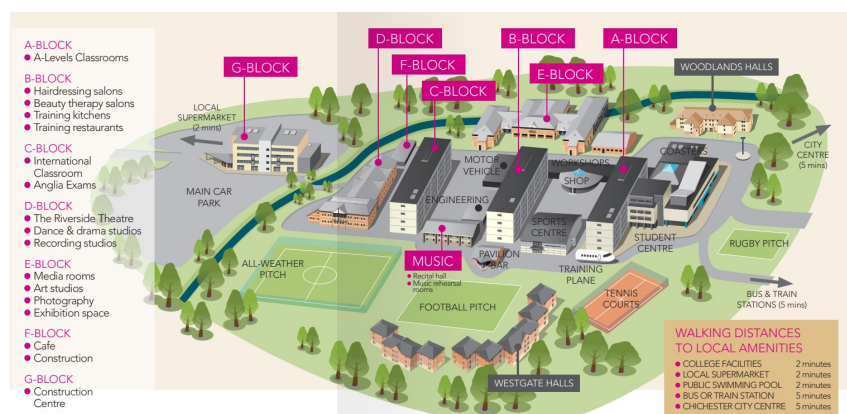 A-BLOCK
● A-Levels Classrooms
B-BLOCK
● Hairdressing salons
● Beauty therapy salons
● Training kitchens
● Training restaurants
C-BLOCK
● International
Classroom
● Anglia Exams
D-BLOCK
● The Riverside Theatre
● Dance & drama studios
● Recording studios
E-BLOCK
● Media rooms
● Art studios
● Photography
● Exhibition space
F-BLOCK
● Cafe
● Construction
G-BLOCK
● Construction
Centre
D-BLOCK
B-BLOCK
A-BLOCK
G-BLOCK
F-BLOCK
E-BLOCK
WOODLANDS HALLS
C-BLOCK
LOCAL
SUPERMARKET
(2 mins)
MOTOR
VEHICLE
WORKSHOPS
COASTERS
SHOP
CITY
CENTRE
(5 mins)
MAIN CAR
PARK
ENGINEERING
SPORTS
CENTRE
STUDENT
CENTRE
RUGBY PITCH
MUSIC
● Recital hall
● Music rehearsal
rooms
PAVILION
BAR
ALL-WEATHER
PITCH
TRAINING
PLANE
BUS & TRAIN
STATIONS (5 mins)
FOOTBALL PITCH
TENNIS
COURTS
WESTGATE HALLS
WALKING DISTANCES
TO LOCAL AMENITIES
● COLLEGE FACILITIES 2 minutes
● LOCAL SUPERMARKET 2 minutes
● PUBLIC SWIMMING POOL 2 minutes
● BUS OR TRAIN STATION 5 minutes
● CHICHESTER CITY CENTRE 5 minutes